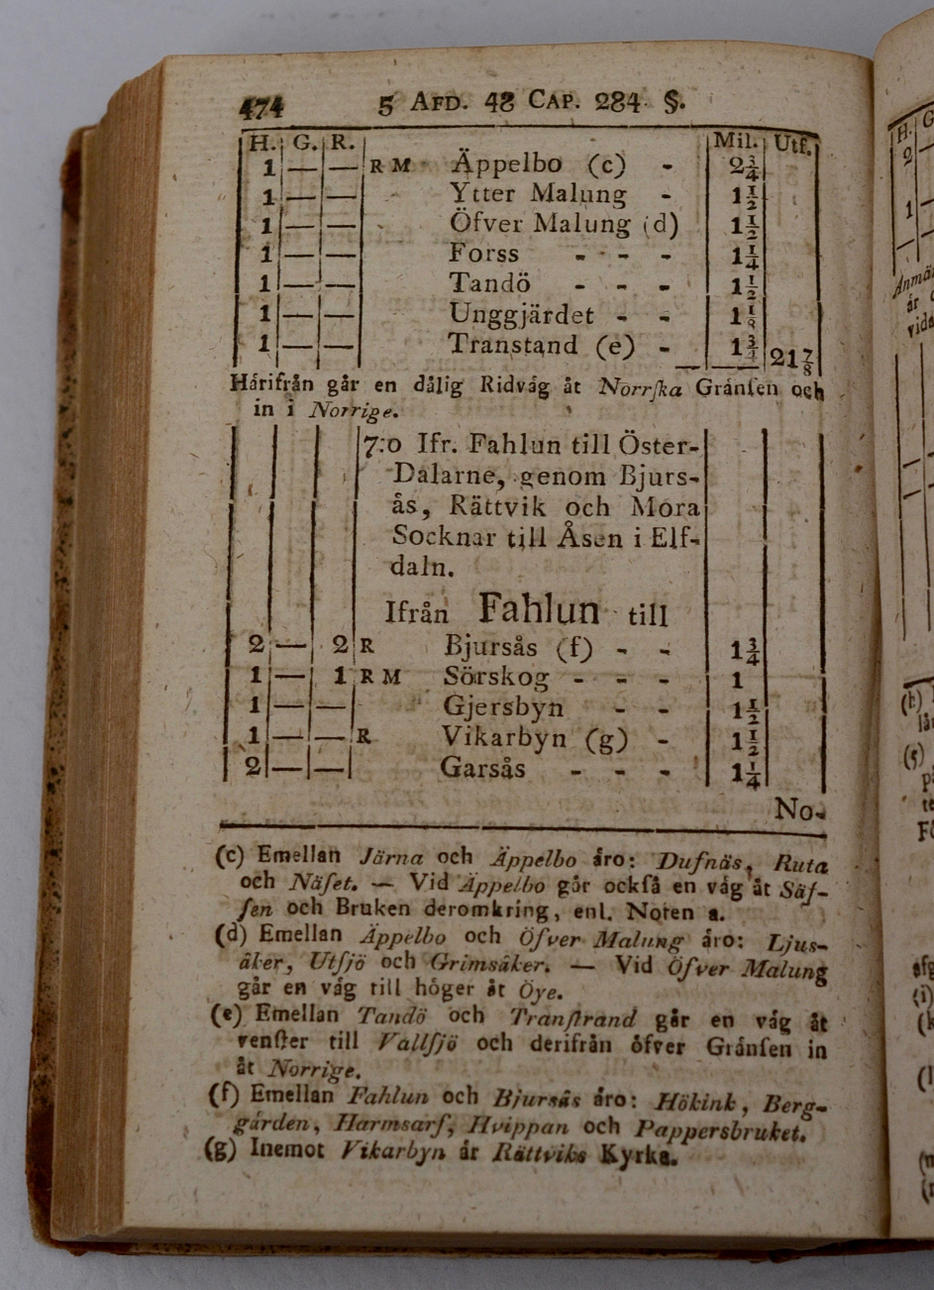 474 5 AFD. 48 CAP. 284 §.
H. G. R. Mil. Utf.
1 — — R M Äppelbo (c) - 2¾
1 — — Ytter Malung - 1½
1 — — Öfver Malung (d) 1½
1 — — Forss - - - 1¼
1 — — Tandö - - - 1½
1 — — Unggjärdet - - 1⅛
1 — — Transtand (e) - 1¾ 21⅞
Härifrån går en dålig Ridväg åt Norrſka Gränſen och
in i Norrige.
7:o Ifr. Fahlun till Öster-
Dalarne, genom Bjurs-
ås, Rättvik och Mora
Socknar till Åsen i Elf-
daln.
Ifrån Fahlun till
2 — 2 R Bjursås (f) - - 1¾
1 — 1 R M Sörskog - - - 1
1 — — Gjersbyn - - 1½
1 — — R Vikarbyn (g) - 1½
2 — — Garsås - - - 1¼
No-
(c) Emellan Järna och Äppelbo äro: Dufnäs, Ruta
och Näſet. — Vid Äppelbo går ockſå en väg åt Säſ-
ſen och Bruken deromkring, enl. Noten a.
(d) Emellan Äppelbo och Öfver Malung äro: Ljus-
åker, Utſjö och Grimsåker. — Vid Öfver Malung
går en väg till höger åt Öye.
(e) Emellan Tandö och Tranſtrand går en väg åt
venſter till Vallſjö och derifrån öfver Gränſen in
åt Norrige.
(f) Emellan Fahlun och Bjursås äro: Hökink, Berg-
gården, Harmsarf, Hvippan och Pappersbruket.
(g) Inemot Vikarbyn är Rättviks Kyrka.